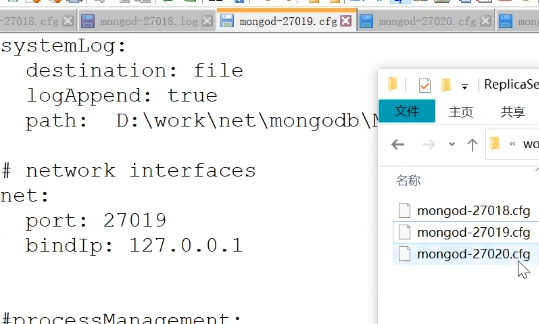 -27018.cfg mongod-27018.log mongod-27019.cfg mongod-27020.cfg mon
systemLog:
destination: file
logAppend: true
path: D:\work\net\mongodb\M
# network interfaces
net:
port: 27019
bindIp: 127.0.0.1
#processManagement:
ReplicaSe
文件 主页 共享
« wo
名称
mongod-27018.cfg
mongod-27019.cfg
mongod-27020.cfg